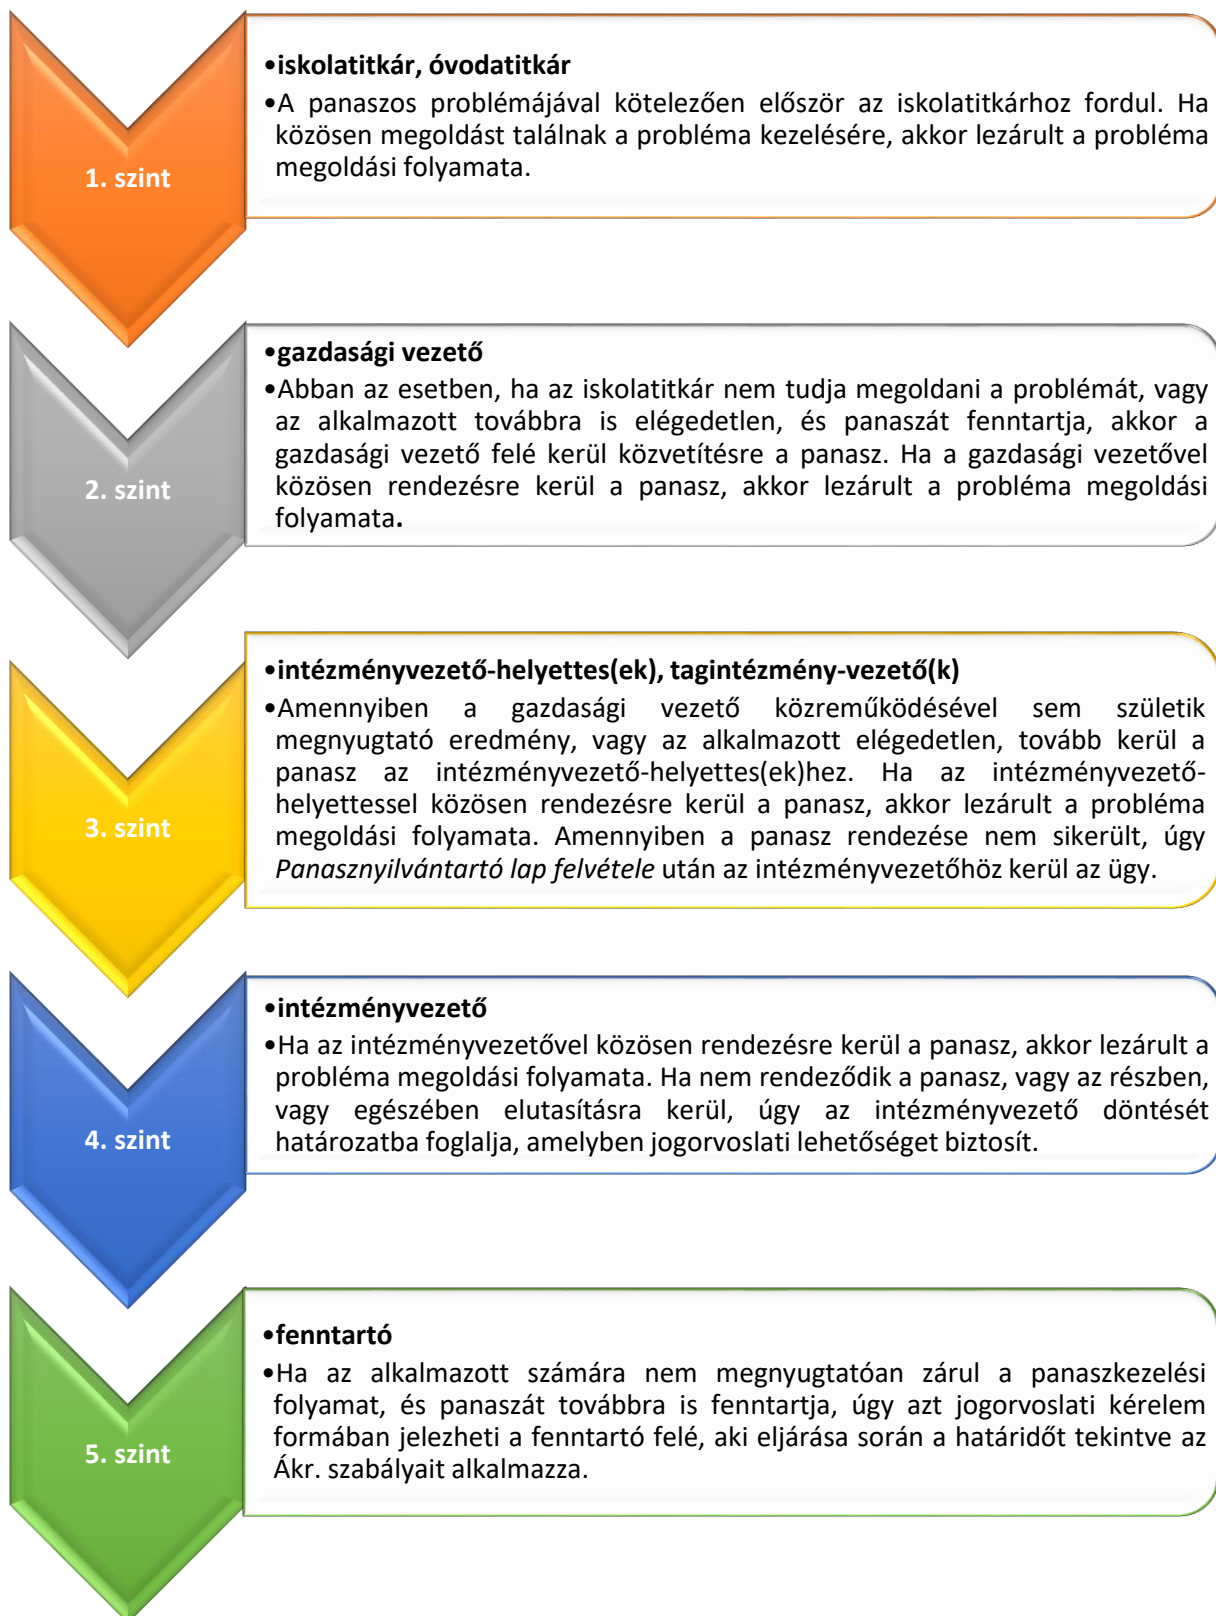 1. szint
•iskolatitkár, óvodatitkár
•A panaszos problémájával kötelezően először az iskolatitkárhoz fordul. Ha
közösen megoldást találnak a probléma kezelésére, akkor lezárult a probléma
megoldási folyamata.
2. szint
•gazdasági vezető
•Abban az esetben, ha az iskolatitkár nem tudja megoldani a problémát, vagy
az alkalmazott továbbra is elégedetlen, és panaszát fenntartja, akkor a
gazdasági vezető felé kerül közvetítésre a panasz. Ha a gazdasági vezetővel
közösen rendezésre kerül a panasz, akkor lezárult a probléma megoldási
folyamata.
3. szint
•intézményvezető-helyettes(ek), tagintézmény-vezető(k)
•Amennyiben a gazdasági vezető közreműködésével sem születik
megnyugtató eredmény, vagy az alkalmazott elégedetlen, tovább kerül a
panasz az intézményvezető-helyettes(ek)hez. Ha az intézményvezető-
helyettessel közösen rendezésre kerül a panasz, akkor lezárult a probléma
megoldási folyamata. Amennyiben a panasz rendezése nem sikerült, úgy
Panasznyilvántartó lap felvétele után az intézményvezetőhöz kerül az ügy.
4. szint
•intézményvezető
•Ha az intézményvezetővel közösen rendezésre kerül a panasz, akkor lezárult a
probléma megoldási folyamata. Ha nem rendeződik a panasz, vagy az részben,
vagy egészében elutasításra kerül, úgy az intézményvezető döntését
határozatba foglalja, amelyben jogorvoslati lehetőséget biztosít.
5. szint
•fenntartó
•Ha az alkalmazott számára nem megnyugtatóan zárul a panaszkezelési
folyamat, és panaszát továbbra is fenntartja, úgy azt jogorvoslati kérelem
formában jelezheti a fenntartó felé, aki eljárása során a határidőt tekintve az
Ákr. szabályait alkalmazza.